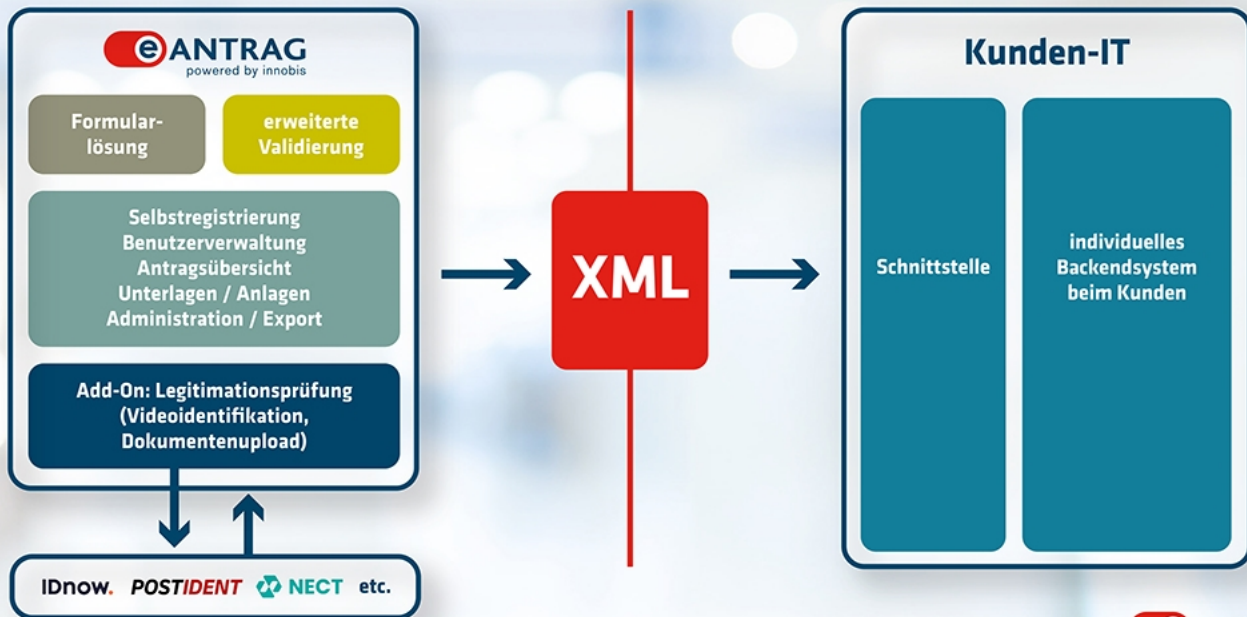 eANTRAG
powered by innobis
Formular-
lösung
erweiterte
Validierung
Selbstregistrierung
Benutzerverwaltung
Antragsübersicht
Unterlagen / Anlagen
Administration / Export
Add-On: Legitimationsprüfung
(Videoidentifikation,
Dokumentenupload)
IDnow. POSTIDENT NECT etc.
XML
Kunden-IT
Schnittstelle
individuelles
Backendsystem
beim Kunden